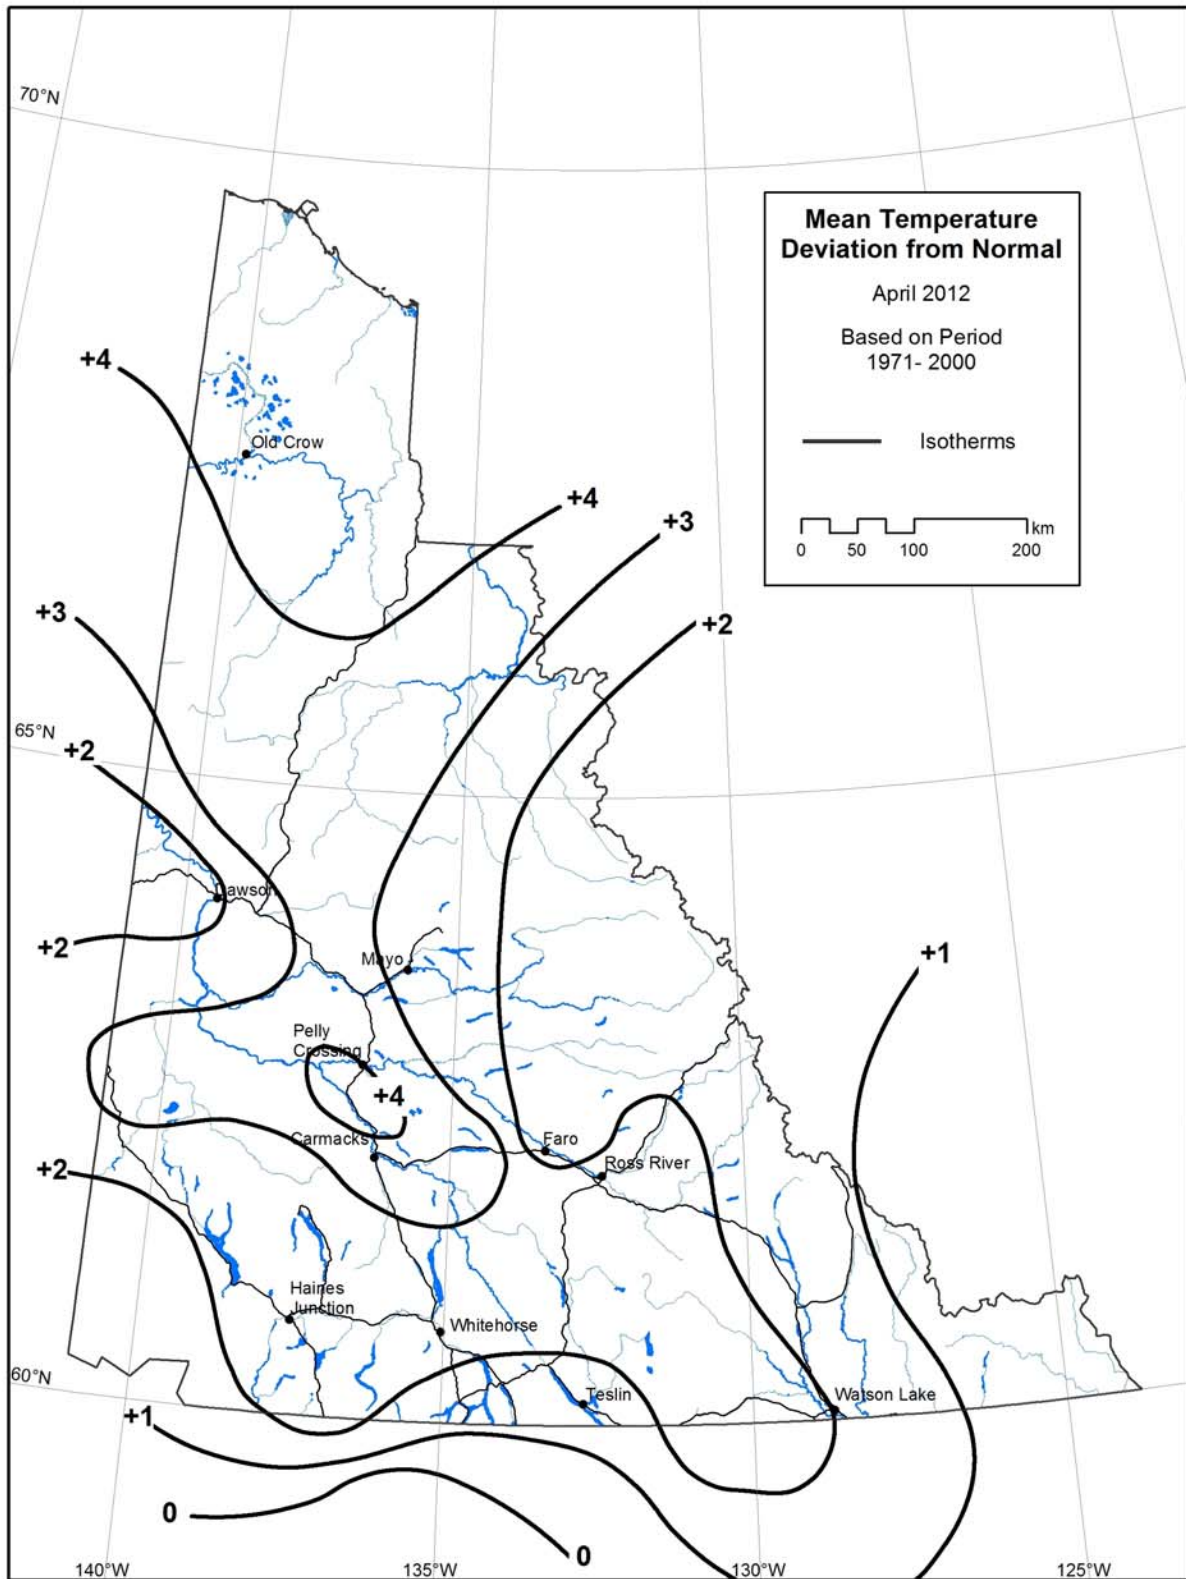 70°N
Mean Temperature
Deviation from Normal
April 2012
Based on Period
1971- 2000
Isotherms
km
0 50 100 200
+4
Old Crow
+4
+3
+3
+2
65°N
+2
Dawson
+2
+1
Mayo
Pelly
Crossing
+4
Carmacks
Faro
Ross River
+2
Haines
Junction
Whitehorse
60°N
Teslin
Watson Lake
+1
0
0
140°W 135°W 130°W 125°W